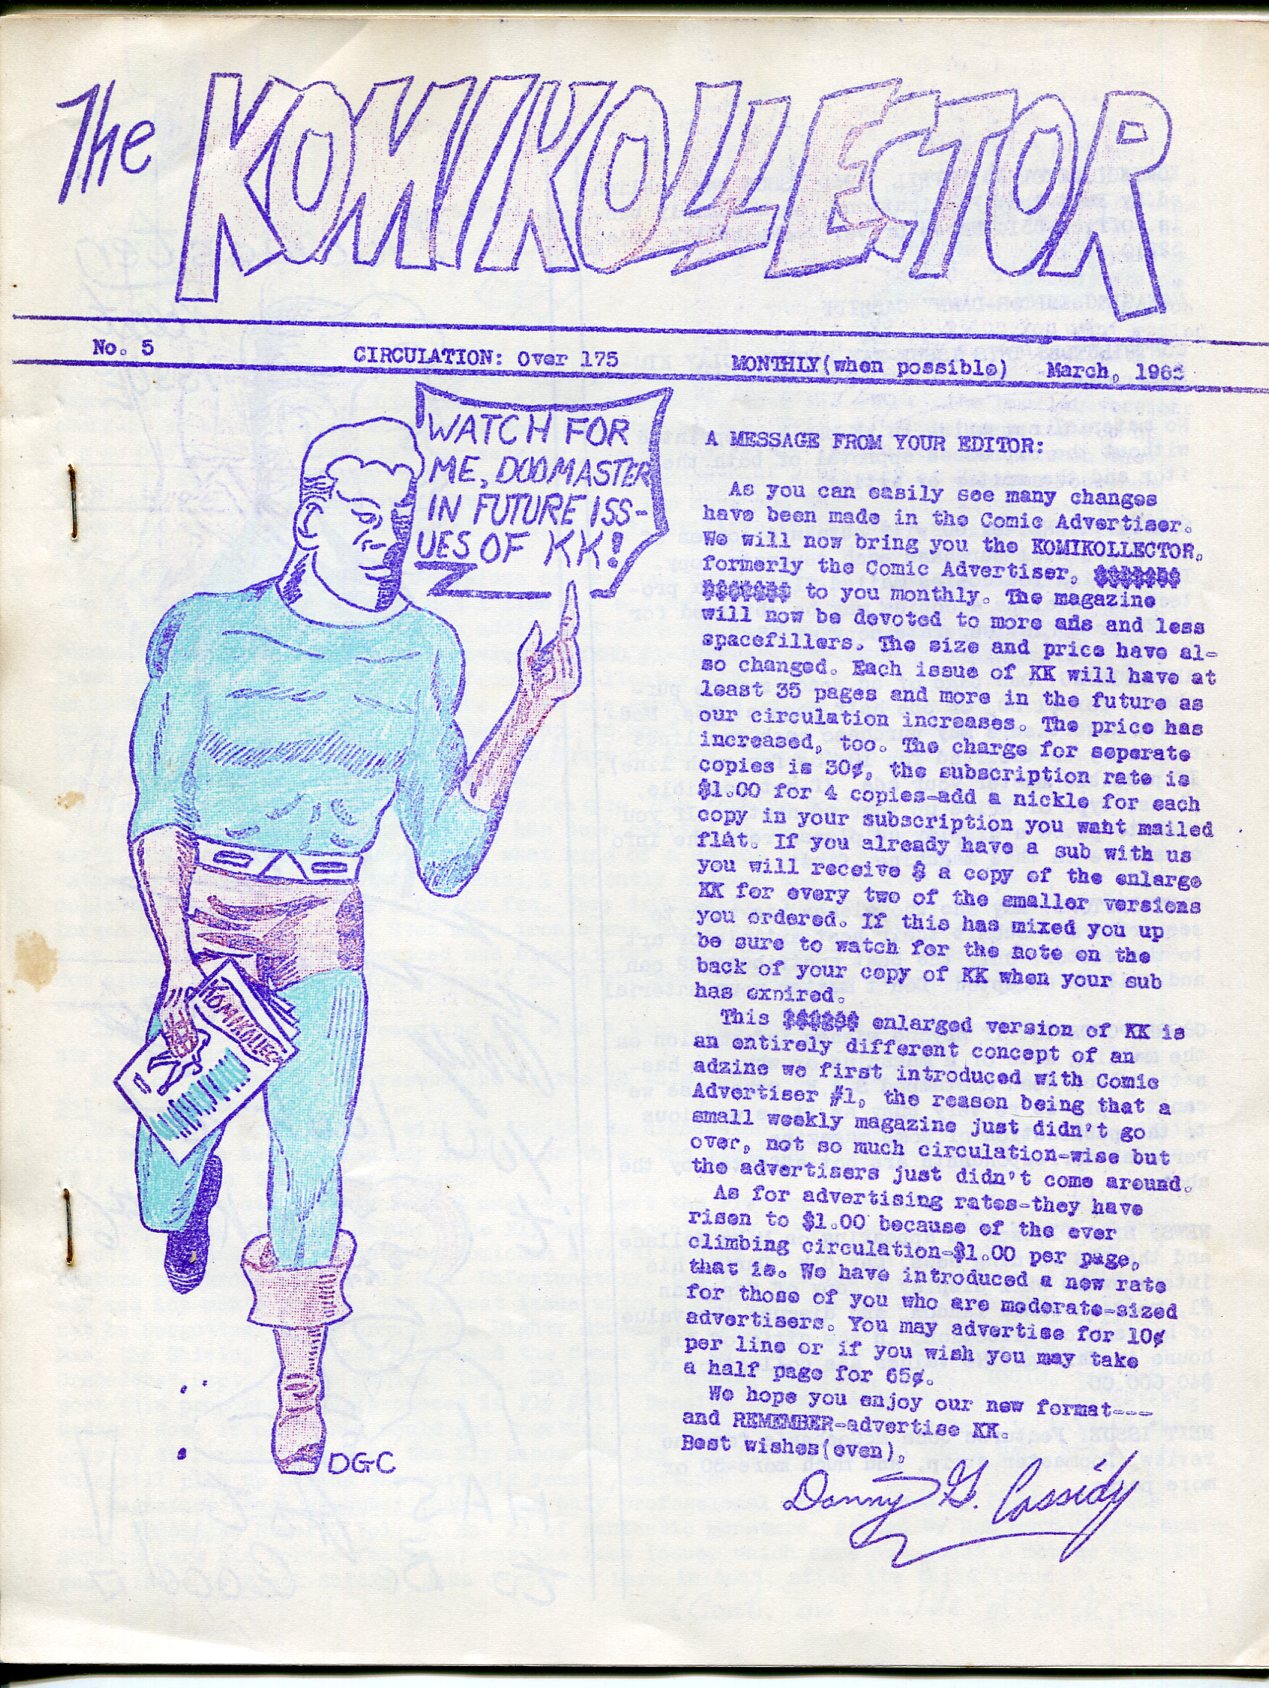 The KOMIKOLLECTOR
No. 5 CIRCULATION: Over 175 MONTHLY(when possible) March,
WATCH FOR
ME, DOOMASTER
IN FUTURE ISS-
UES OF KK!
KOMIKOLLEC
DGC
A MESSAGE FROM YOUR EDITOR:
As you can easily see many changes
have been made in the Comic Advertiser.
We will now bring you the KOMIKOLLECTOR,
formerly the Comic Advertiser,
to you monthly. The magazine
will now be devoted to more ads and less
spacefillers. The size and price have al-
so changed. Each issue of KK will have at
least 35 pages and more in the future as
our circulation increases. The price has
increased, too. The charge for seperate
copies is 30¢, the subscription rate is
$1.00 for 4 copies-add a nickle for each
copy in your subscription you waht mailed
flat. If you already have a sub with us
you will receive $ a copy of the enlarge
KK for every two of the smaller versions
you ordered. If this has mixed you up
be sure to watch for the note on the
back of your copy of KK when your sub
has expired.
This enlarged version of KK is
an entirely different concept of an
adzine we first introduced with Comic
Advertiser #1, the reason being that a
small weekly magazine just didn't go
over, not so much circulation-wise but
the advertisers just didn't come around.
As for advertising rates-they have
risen to $1.00 because of the ever
climbing circulation-$1.00 per page,
that is. We have introduced a new rate
for those of you who are moderate-sized
advertisers. You may advertise for 10¢
per line or if you wish you may take
a half page for 65¢.
We hope you enjoy our new format---
and REMEMBER-advertise KK.
Best wishes(even),
Danny G. Cassidy